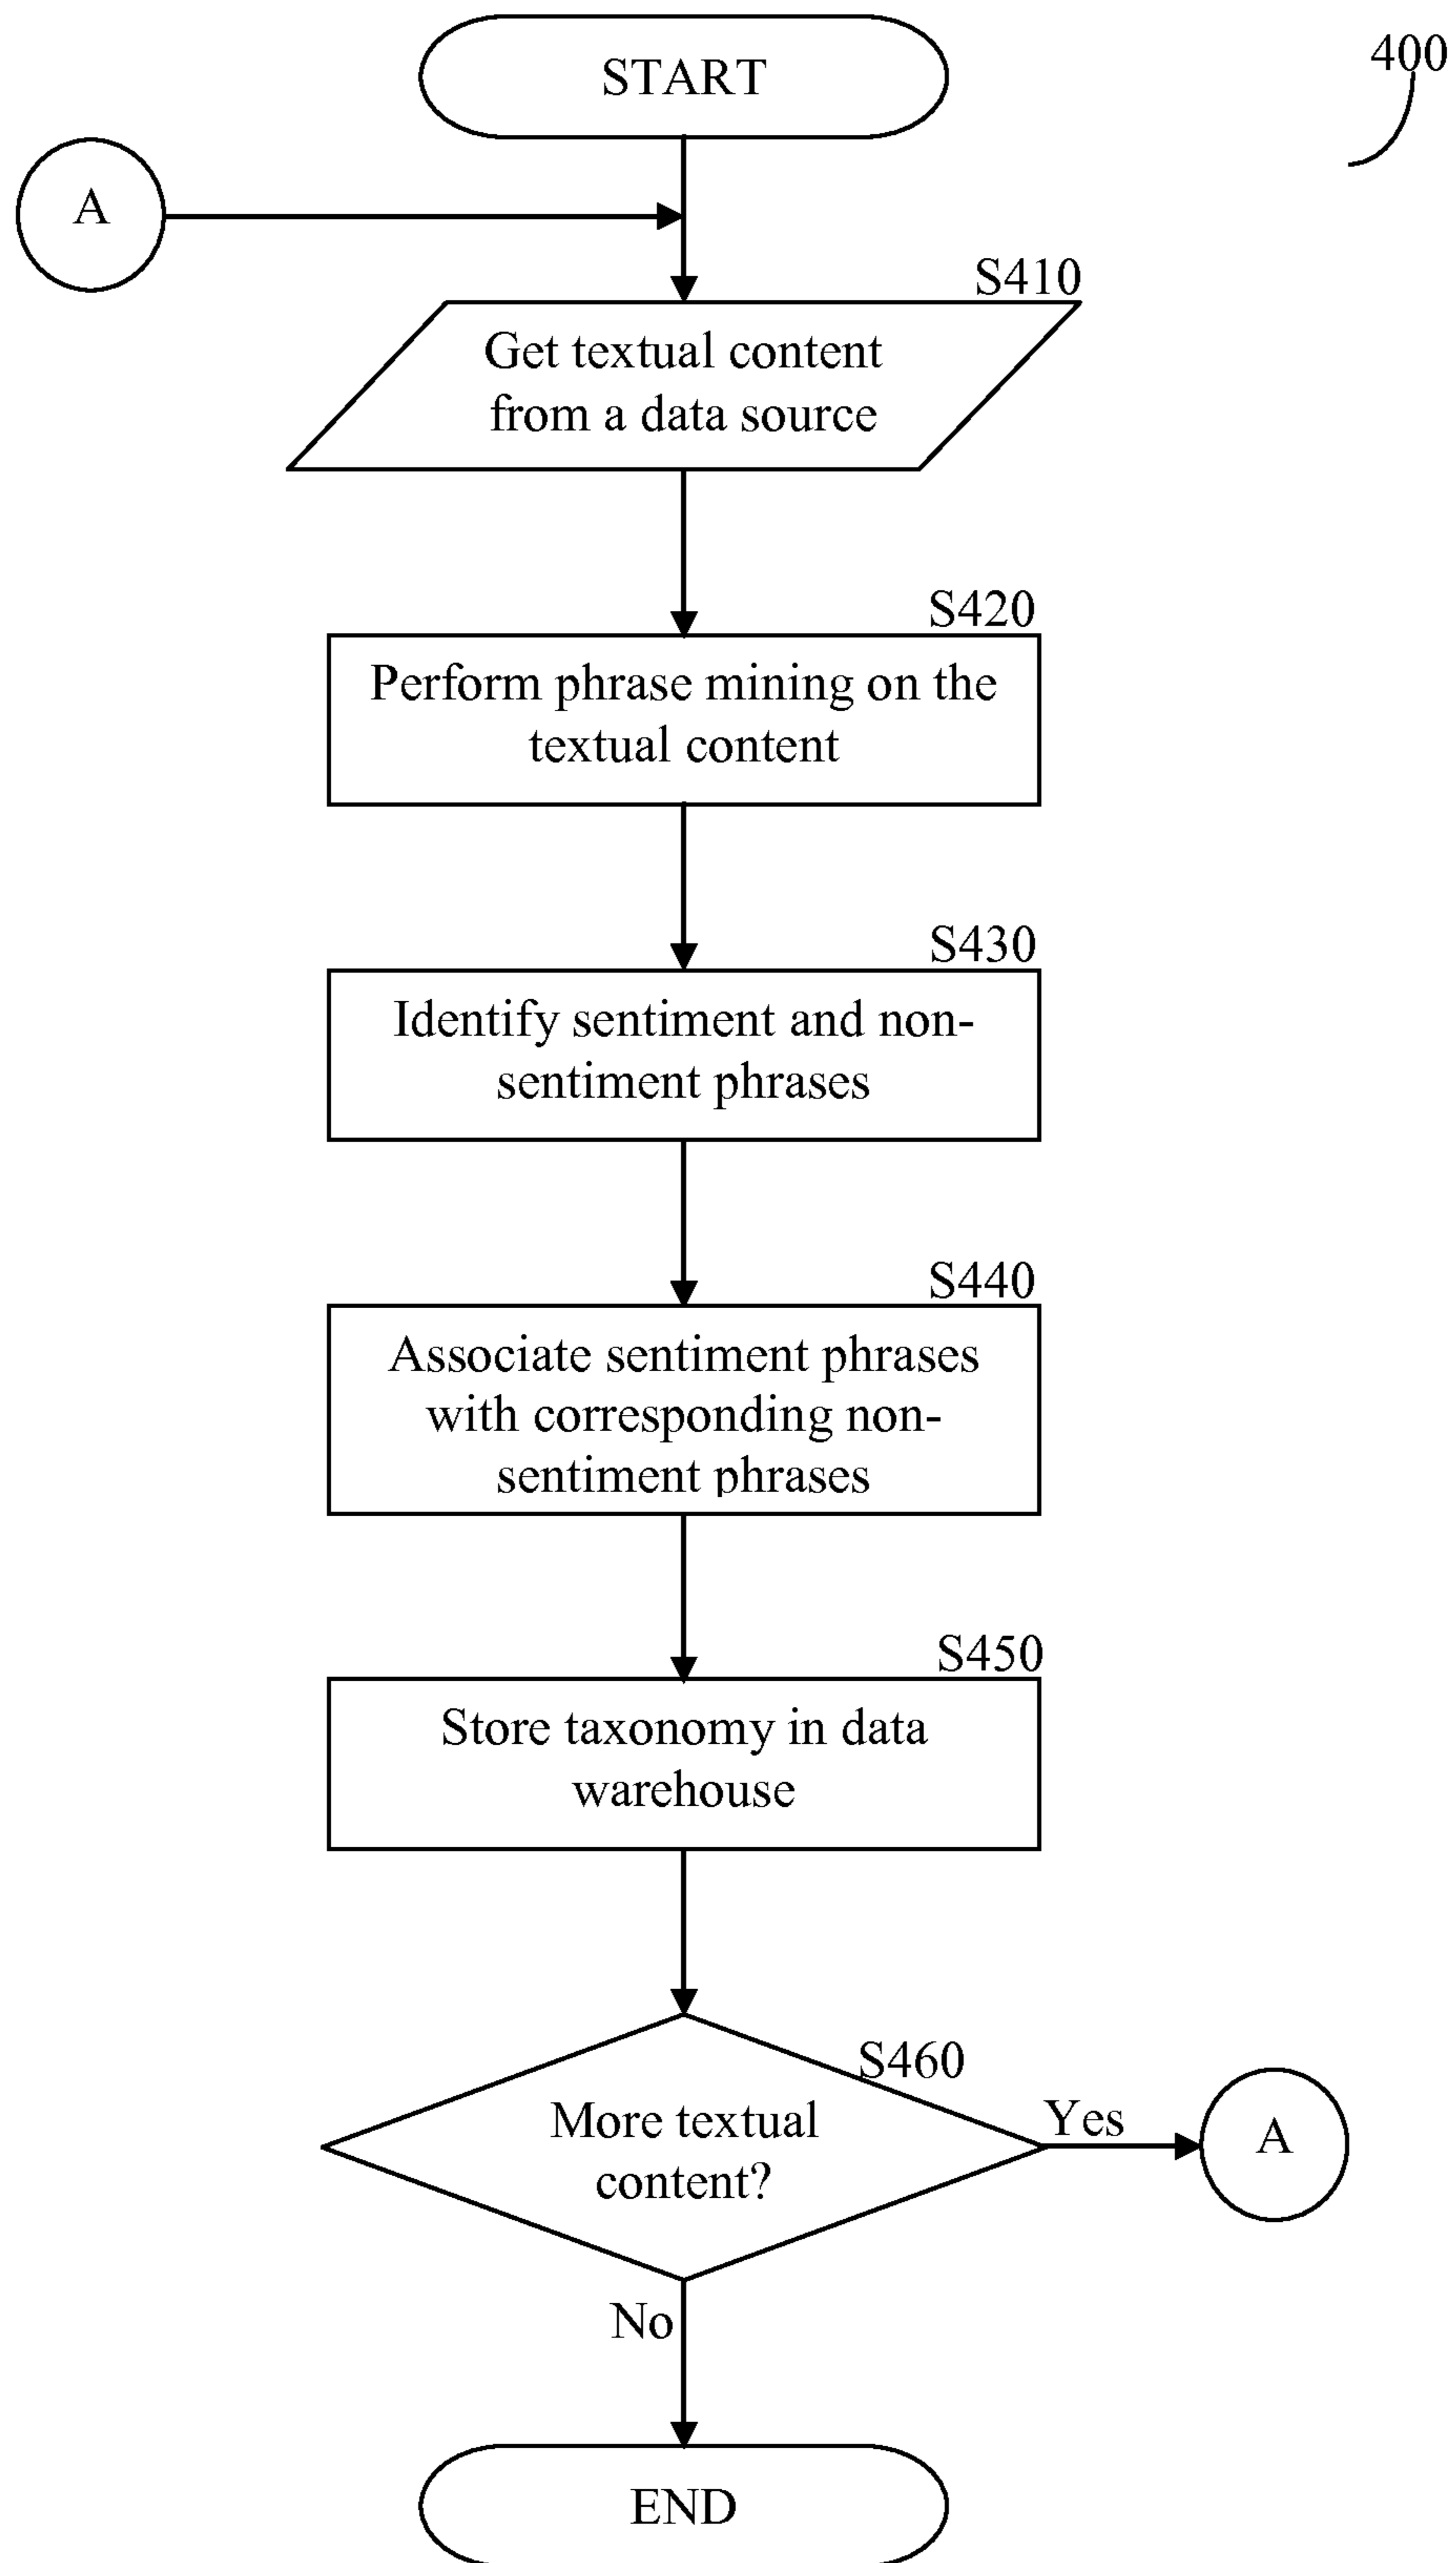 START
400
A
S410
Get textual content
from a data source
S420
Perform phrase mining on the
textual content
S430
Identify sentiment and non-
sentiment phrases
S440
Associate sentiment phrases
with corresponding non-
sentiment phrases
S450
Store taxonomy in data
warehouse
S460
More textual
content?
Yes
A
No
END